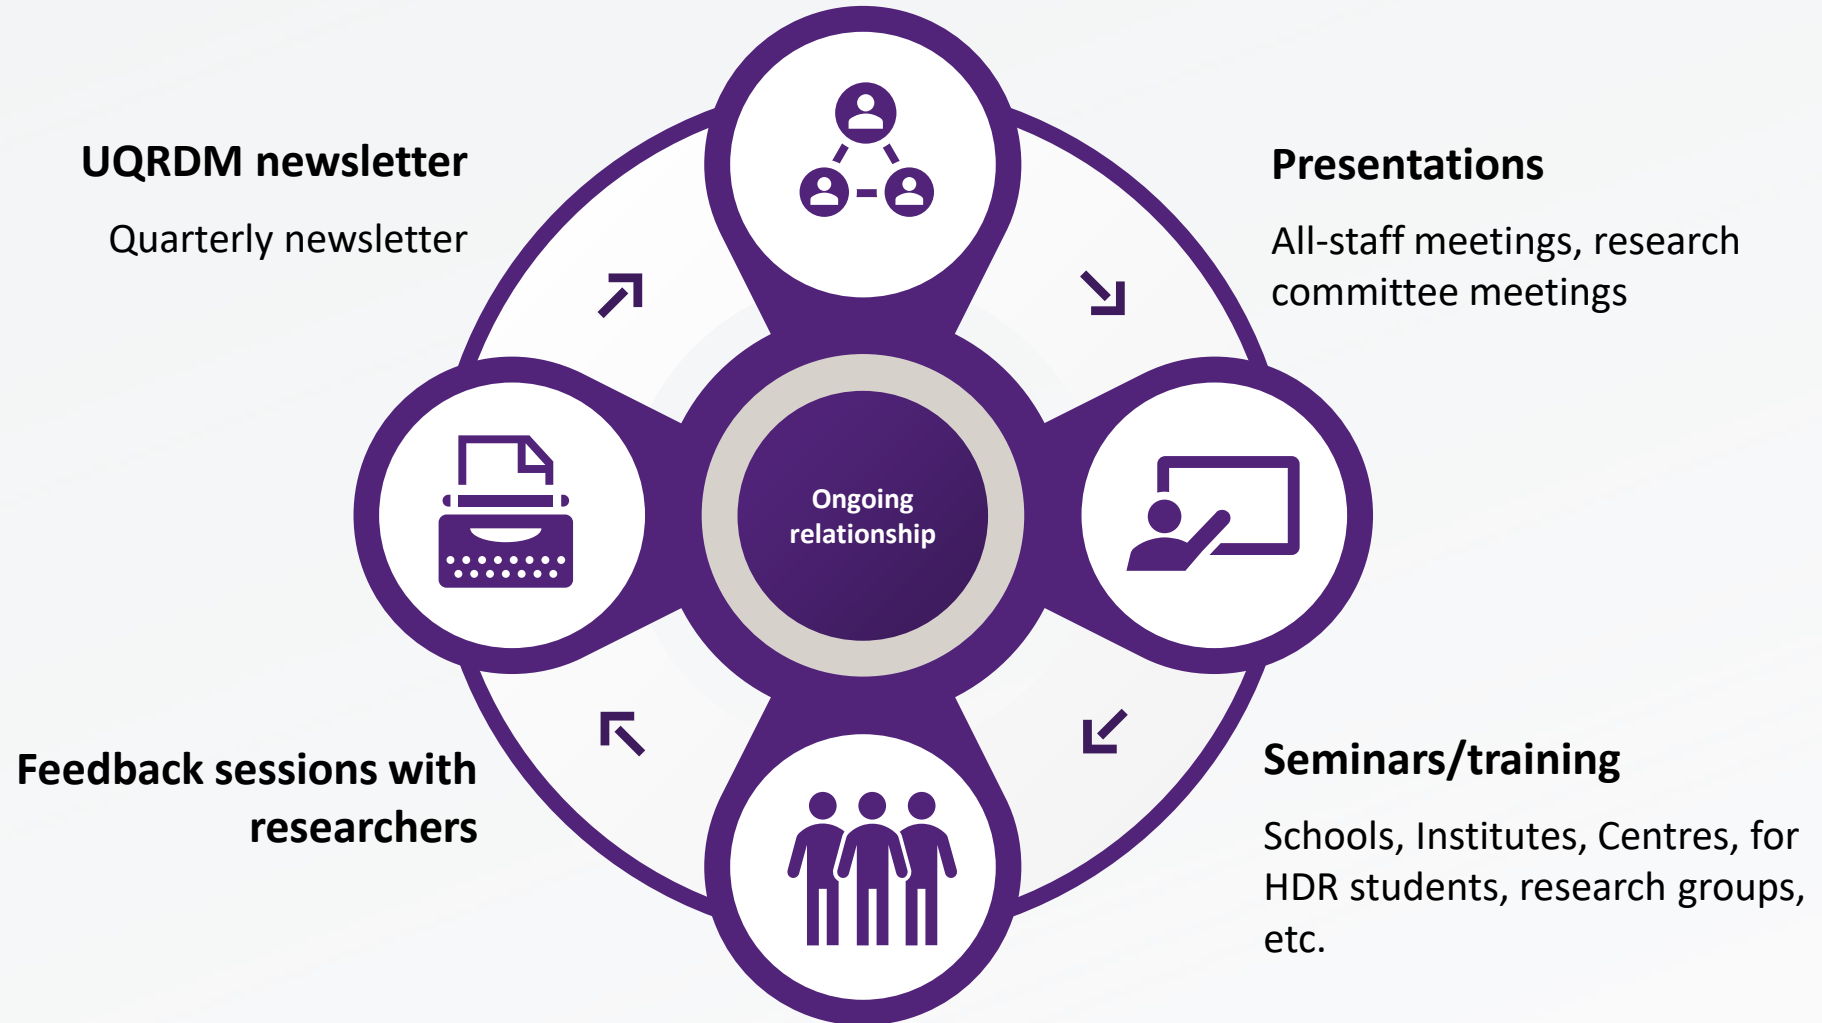 UQRDM newsletter
Quarterly newsletter
Presentations
All-staff meetings, research
committee meetings
Ongoing
relationship
Feedback sessions with
researchers
Seminars/training
Schools, Institutes, Centres, for
HDR students, research groups,
etc.